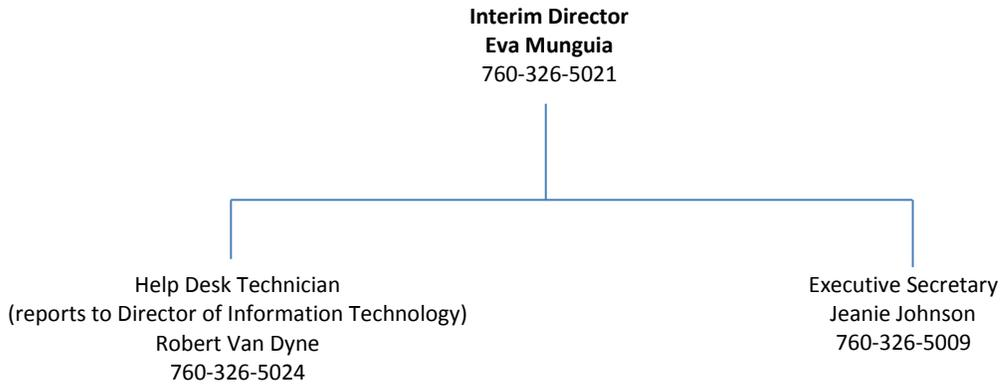 Interim Director
Eva Munguia
760-326-5021
Help Desk Technician
(reports to Director of Information Technology)
Robert Van Dyne
760-326-5024
Executive Secretary
Jeanie Johnson
760-326-5009